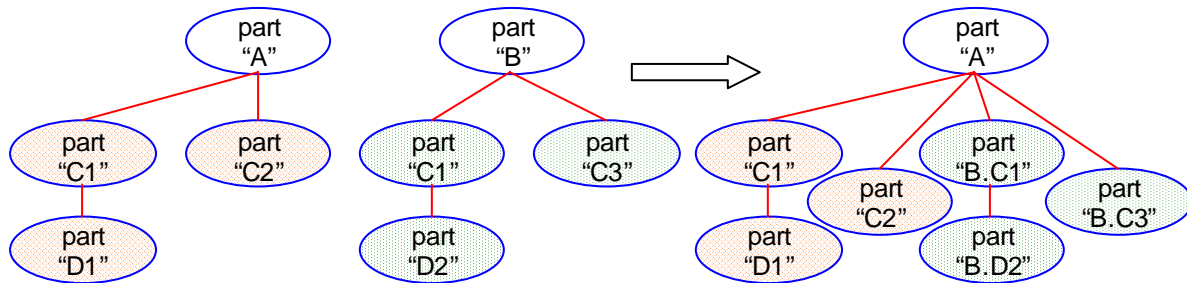 part
“A”
part
“B”
part
“A”
part
“C1”
part
“C2”
part
“C1”
part
“C3”
part
“C1”
part
“C2”
part
“B.C1”
part
“B.C3”
part
“D1”
part
“D2”
part
“D1”
part
“B.D2”